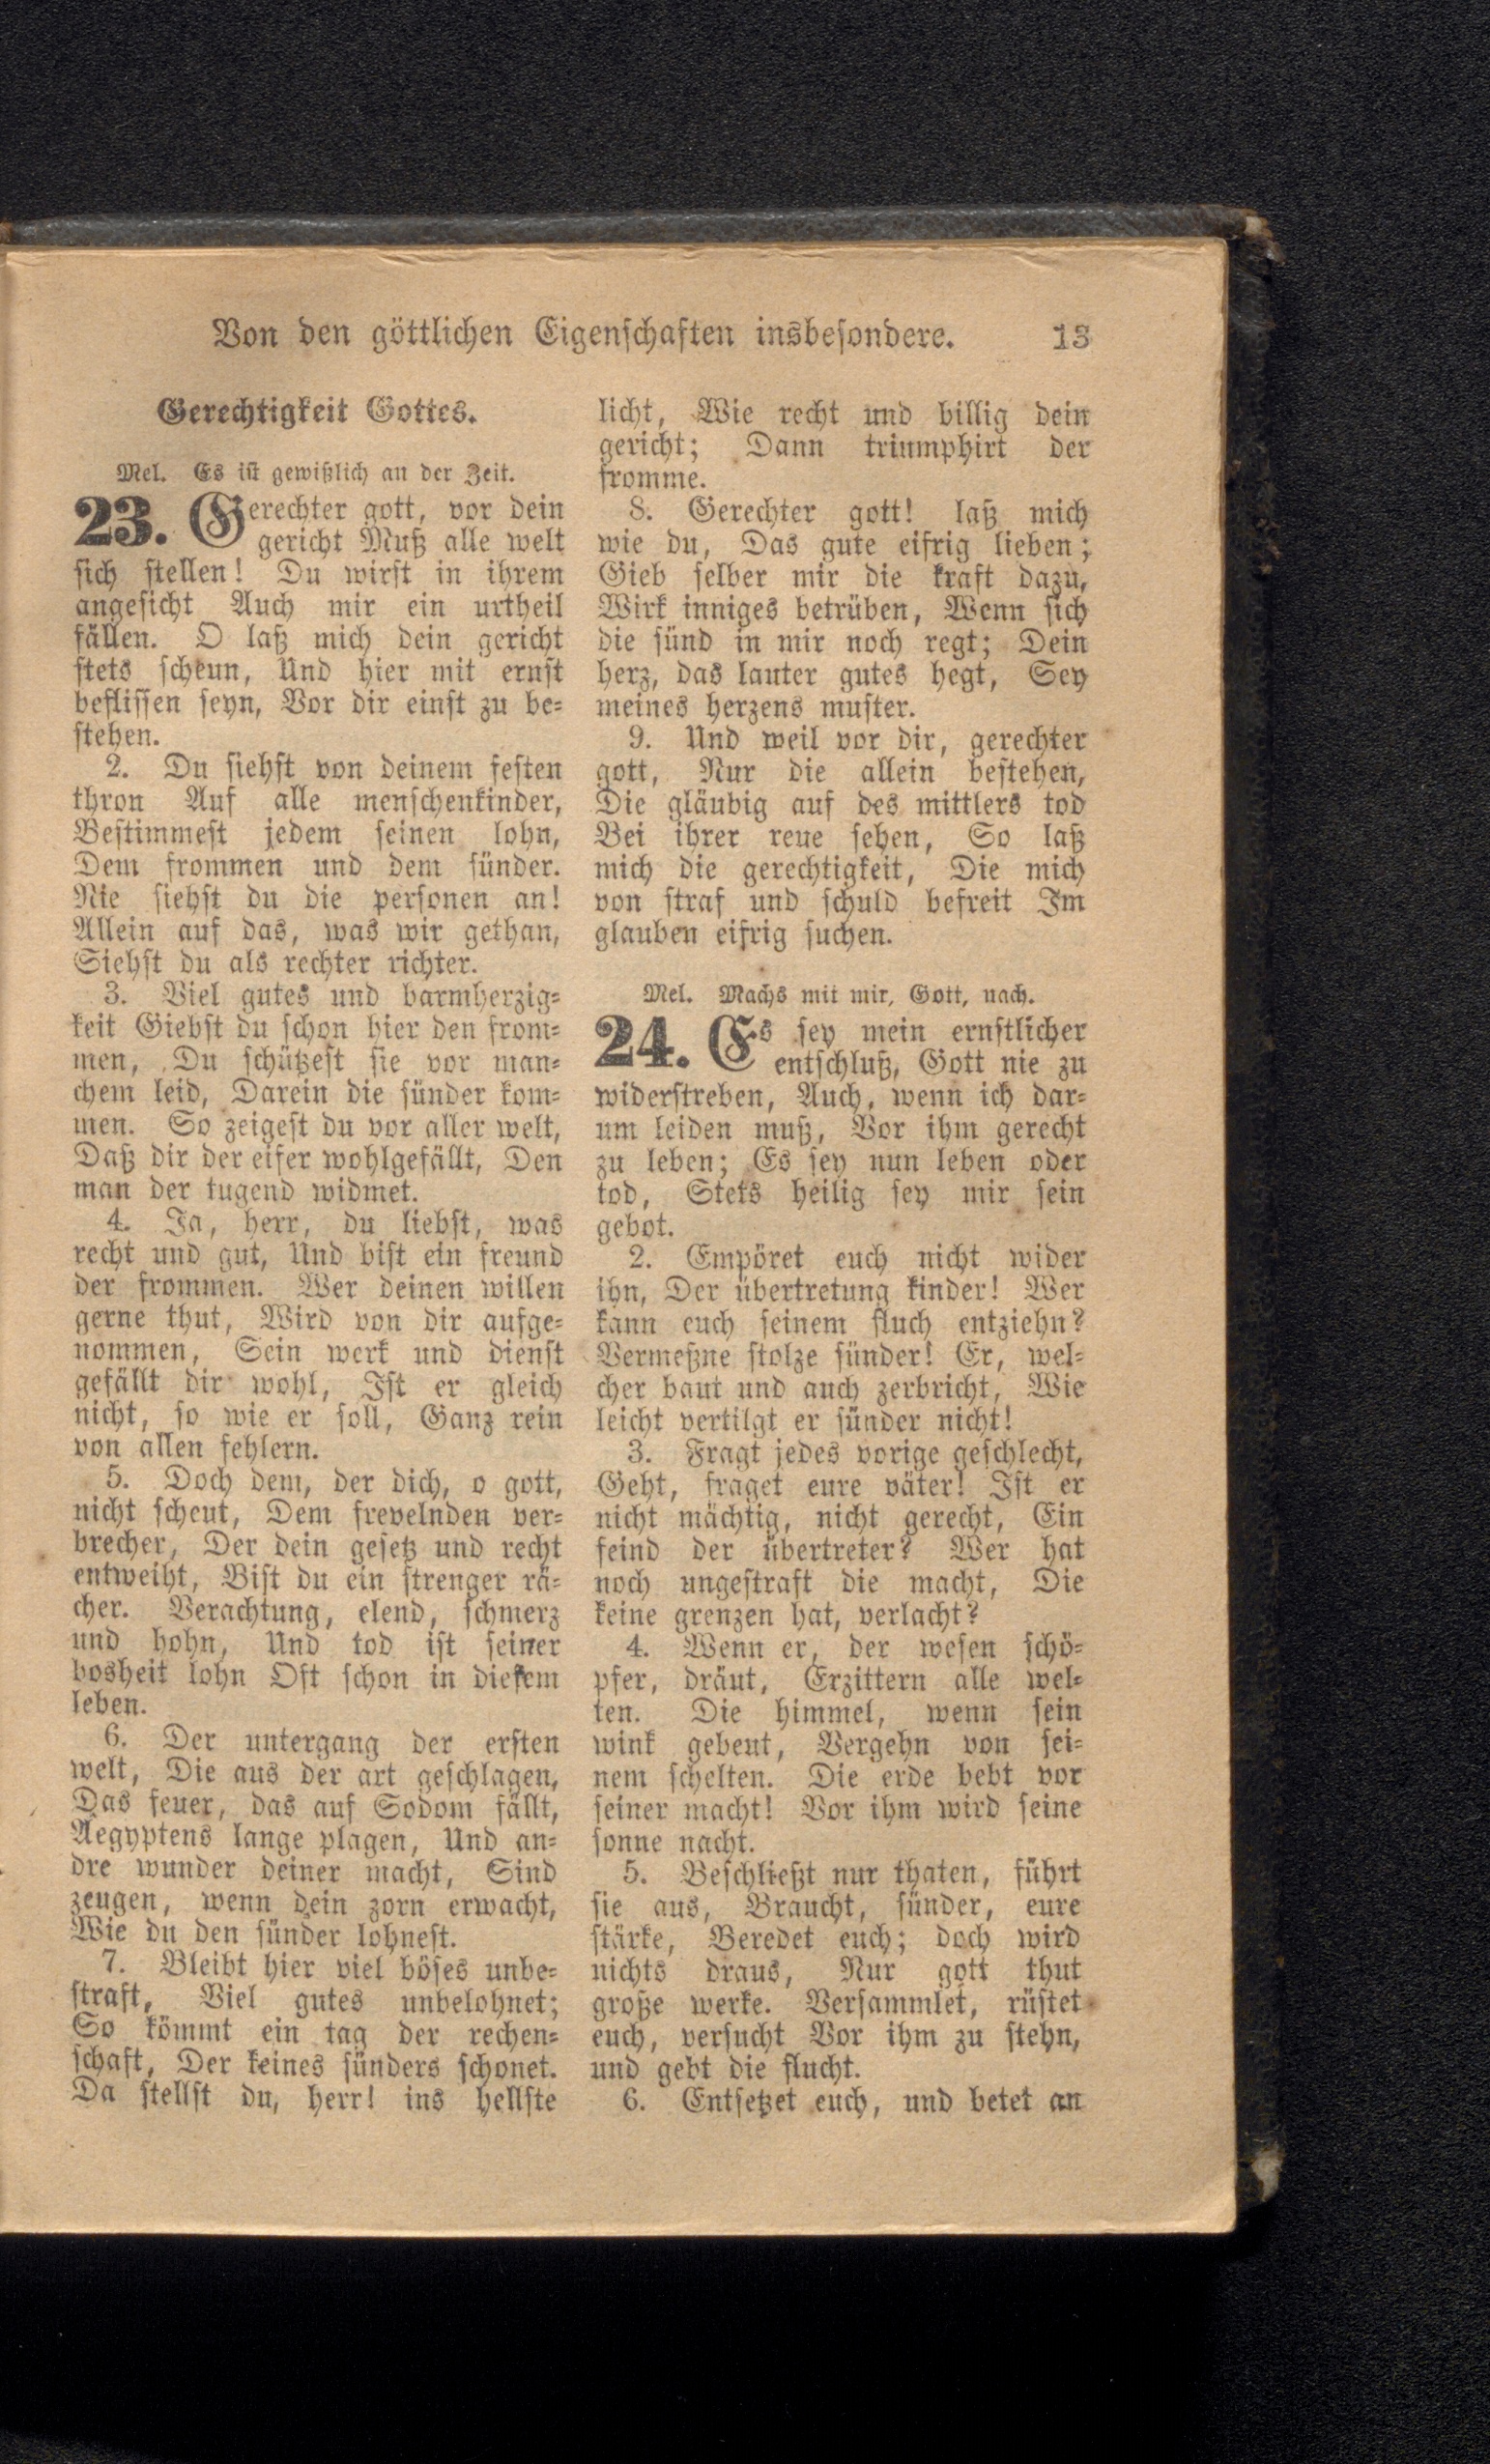 Von den göttlichen Eigenschaften insbesondere. 13
Gerechtigkeit Gottes.
Mel. Es ist gewißlich an der Zeit.
23. Gerechter gott, vor dein
gericht Muß alle welt
sich stellen! Du wirst in ihrem
angesicht Auch mir ein urtheil
fällen. O laß mich dein gericht
stets scheun, Und hier mit ernst
beflissen seyn, Vor dir einst zu be-
stehen.
2. Du siehst von deinem festen
thron Auf alle menschenkinder,
Bestimmest jedem seinen lohn,
Dem frommen und dem sünder.
Nie siehst du die personen an!
Allein auf das, was wir gethan,
Siehst du als rechter richter.
3. Viel gutes und barmherzig-
keit Giebst du schon hier den from-
men, Du schützest sie vor man-
chem leid, Darein die sünder kom-
men. So zeigest du vor aller welt,
Daß dir der eifer wohlgefällt, Den
man der tugend widmet.
4. Ja, herr, du liebst, was
recht und gut, Und bist ein freund
der frommen. Wer deinen willen
gerne thut, Wird von dir aufge-
nommen, Sein werk und dienst
gefällt dir wohl, Ist er gleich
nicht, so wie er soll, Ganz rein
von allen fehlern.
5. Doch dem, der dich, o gott,
nicht scheut, Dem frevelnden ver-
brecher, Der dein gesetz und recht
entweiht, Bist du ein strenger rä-
cher. Verachtung, elend, schmerz
und hohn, Und tod ist seiner
bosheit lohn Oft schon in diesem
leben.
6. Der untergang der ersten
welt, Die aus der art geschlagen,
Das feuer, das auf Sodom fällt,
Aegyptens lange plagen, Und an-
dre wunder deiner macht, Sind
zeugen, wenn dein zorn erwacht,
Wie du den sünder lohnest.
7. Bleibt hier viel böses unbe-
straft, Viel gutes unbelohnet;
So kömmt ein tag der rechen-
schaft, Der keines sünders schonet.
Da stellst du, herr! ins hellste
licht, Wie recht und billig dein
gericht; Dann triumphirt der
fromme.
8. Gerechter gott! laß mich
wie du, Das gute eifrig lieben;
Gieb selber mir die kraft dazu,
Wirk inniges betrüben, Wenn sich
die sünd in mir noch regt; Dein
herz, das lauter gutes hegt, Sey
meines herzens muster.
9. Und weil vor dir, gerechter
gott, Nur die allein bestehen,
Die gläubig auf des mittlers tod
Bei ihrer reue sehen, So laß
mich die gerechtigkeit, Die mich
von straf und schuld befreit Im
glauben eifrig suchen.
Mel. Machs mit mir, Gott, nach.
24. Es sey mein ernstlicher
entschluß, Gott nie zu
widerstreben, Auch, wenn ich dar-
um leiden muß, Vor ihm gerecht
zu leben; Es sey nun leben oder
tod, Stets heilig sey mir sein
gebot.
2. Empöret euch nicht wider
ihn, Der übertretung kinder! Wer
kann euch seinem fluch entziehn?
Vermeßne stolze sünder! Er, wel-
cher baut und auch zerbricht, Wie
leicht vertilgt er sünder nicht!
3. Fragt jedes vorige geschlecht,
Geht, fraget eure väter! Ist er
nicht mächtig, nicht gerecht, Ein
feind der übertreter? Wer hat
noch ungestraft die macht, Die
keine grenzen hat, verlacht?
4. Wenn er, der wesen schö-
pfer, dräut, Erzittern alle wel-
ten. Die himmel, wenn sein
wink gebeut, Vergehn von sei-
nem schelten. Die erde bebt vor
seiner macht! Vor ihm wird seine
sonne nacht.
5. Beschließt nur thaten, führt
sie aus, Braucht, sünder, eure
stärke, Beredet euch; doch wird
nichts draus, Nur gott thut
große werke. Versammlet, rüstet
euch, versucht Vor ihm zu stehn,
und gebt die flucht.
6. Entsetzet euch, und betet an